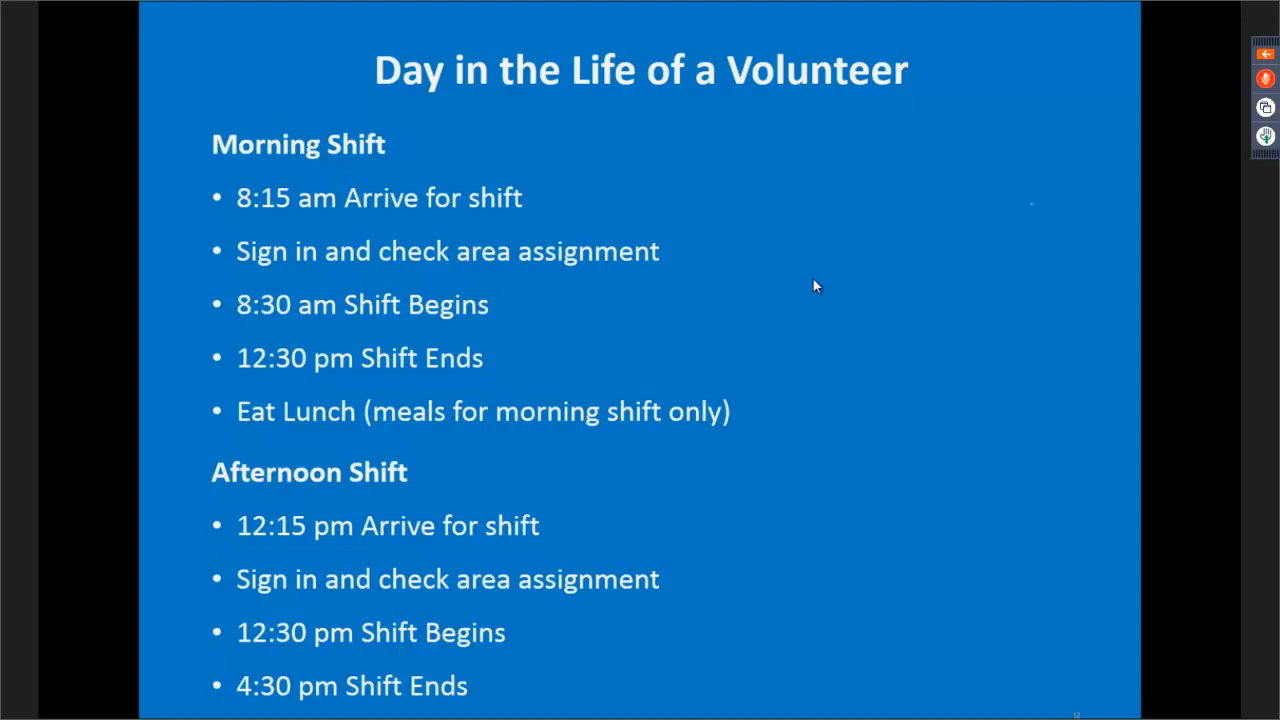 Day in the Life of a Volunteer
Morning Shift
• 8:15 am Arrive for shift
• Sign in and check area assignment
• 8:30 am Shift Begins
• 12:30 pm Shift Ends
• Eat Lunch (meals for morning shift only)
Afternoon Shift
• 12:15 pm Arrive for shift
• Sign in and check area assignment
• 12:30 pm Shift Begins
• 4:30 pm Shift Ends